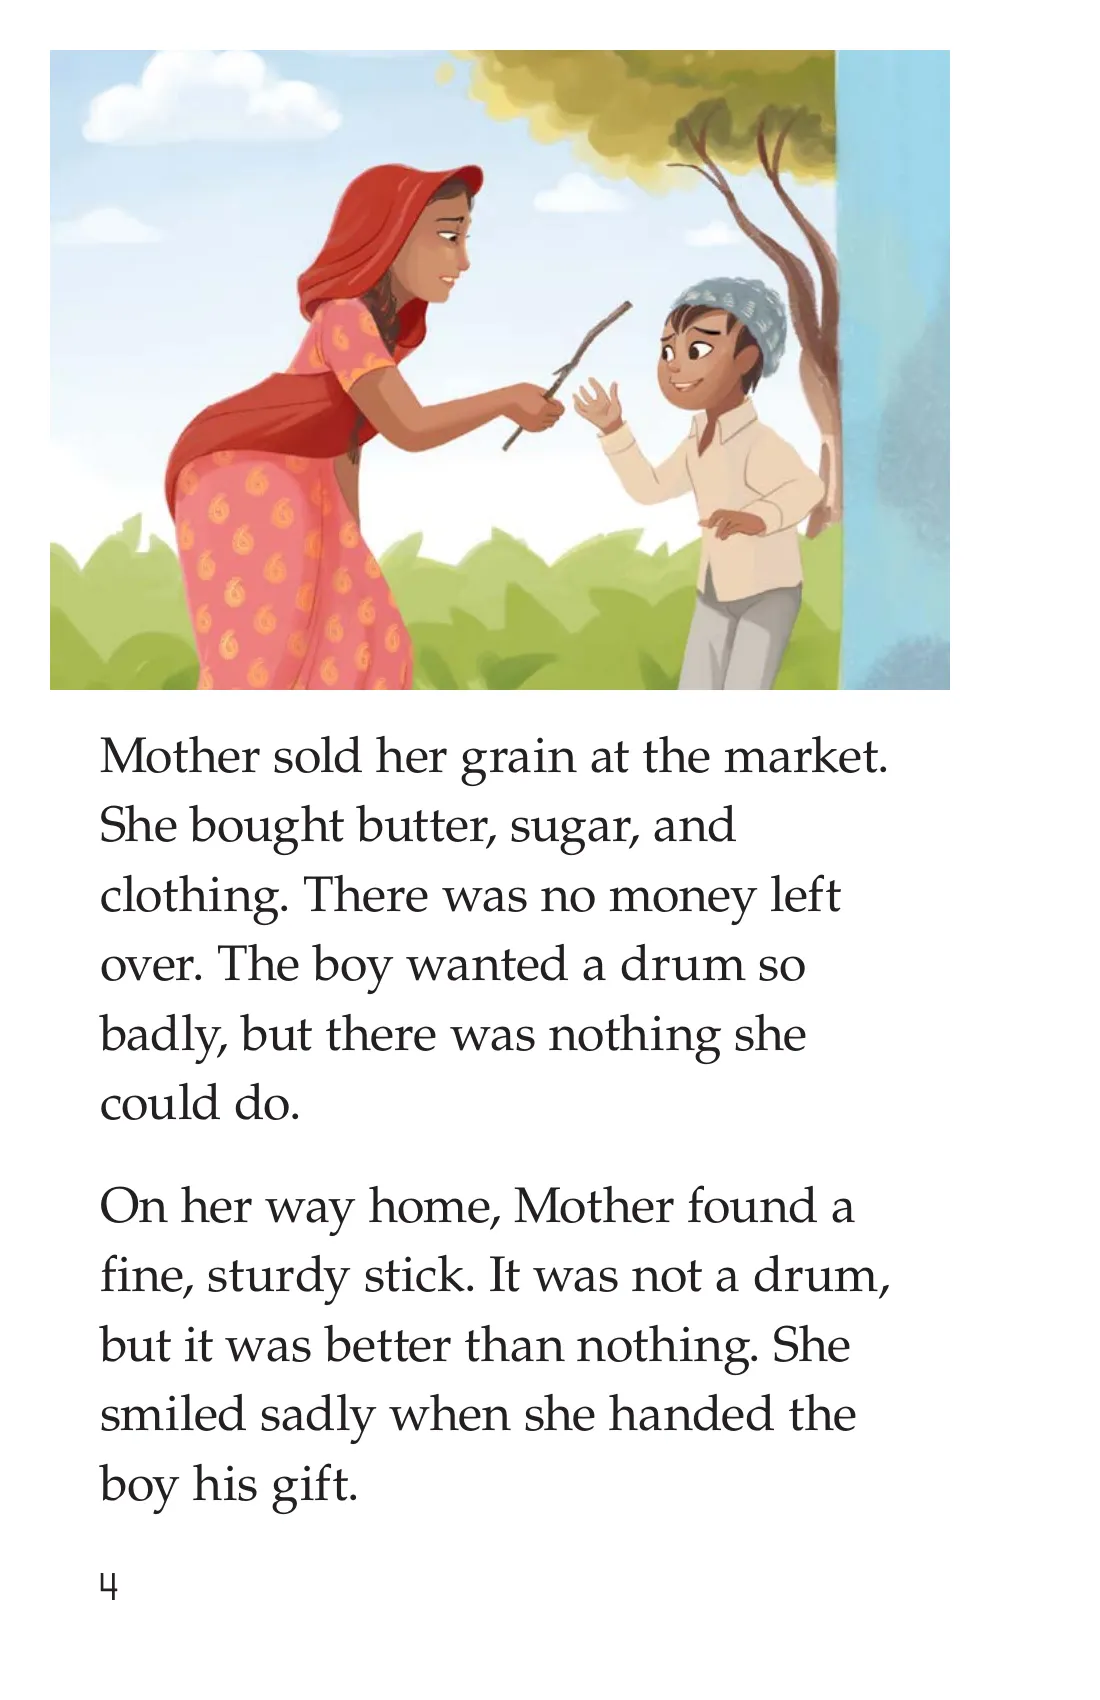 Mother sold her grain at the market.
She bought butter, sugar, and
clothing. There was no money left
over. The boy wanted a drum so
badly, but there was nothing she
could do.
On her way home, Mother found a
fine, sturdy stick. It was not a drum,
but it was better than nothing. She
smiled sadly when she handed the
boy his gift.
4